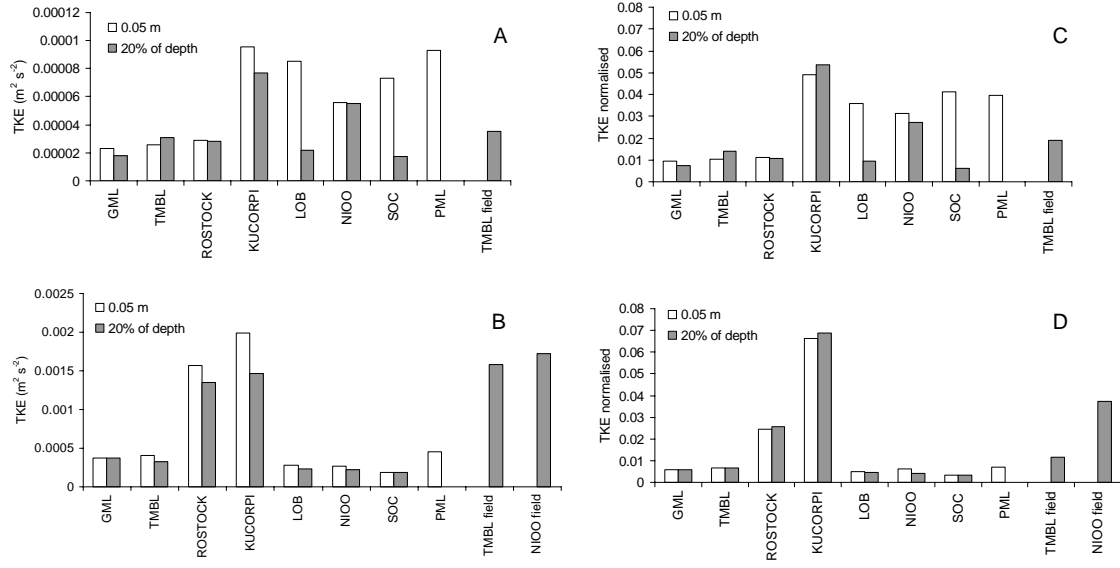 A
0.05 m
20% of depth
TKE (m² s⁻²)
0.00012
0.0001
0.00008
0.00006
0.00004
0.00002
0
GML
TMBL
ROSTOCK
KUCORPI
LOB
NIOO
SOC
PML
TMBL field
C
0.05 m
20% of depth
TKE normalised
0.08
0.07
0.06
0.05
0.04
0.03
0.02
0.01
0
GML
TMBL
ROSTOCK
KUCORPI
LOB
NIOO
SOC
PML
TMBL field
B
0.05 m
20% of depth
TKE (m² s⁻²)
0.0025
0.002
0.0015
0.001
0.0005
0
GML
TMBL
ROSTOCK
KUCORPI
LOB
NIOO
SOC
PML
TMBL field
NIOO field
D
0.05 m
20% of depth
TKE normalised
0.08
0.07
0.06
0.05
0.04
0.03
0.02
0.01
0
GML
TMBL
ROSTOCK
KUCORPI
LOB
NIOO
SOC
PML
TMBL field
NIOO field